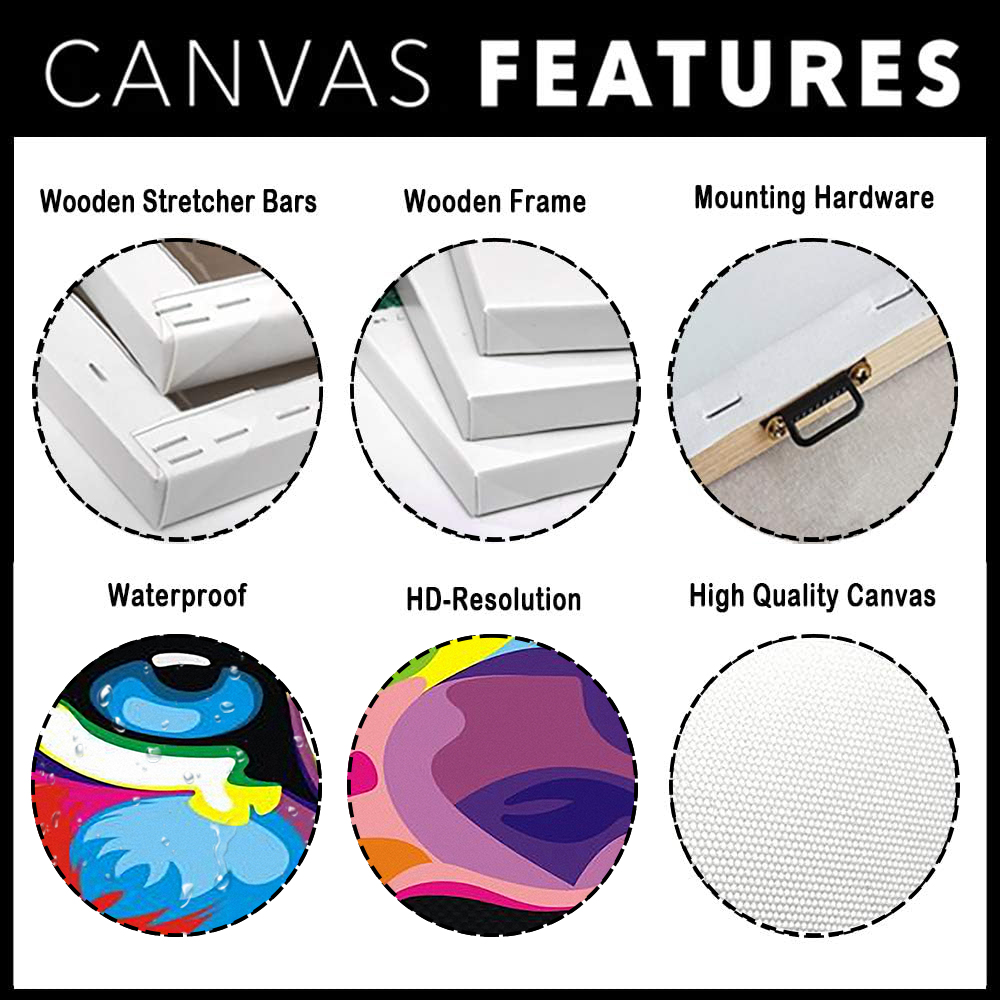 CANVAS FEATURES
Wooden Stretcher Bars
Wooden Frame
Mounting Hardware
Waterproof
HD-Resolution
High Quality Canvas